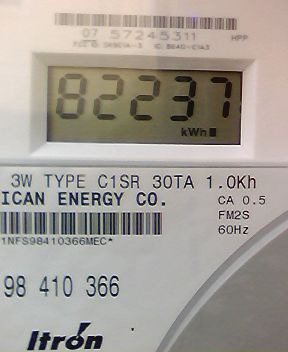 07 57245311 HPP
82237
kWh
3W TYPE C1SR 30TA 1.0Kh
ICAN ENERGY CO. CA 0.5
FM2S
1NFS98410366MEC* 60Hz
98 410 366
Itron